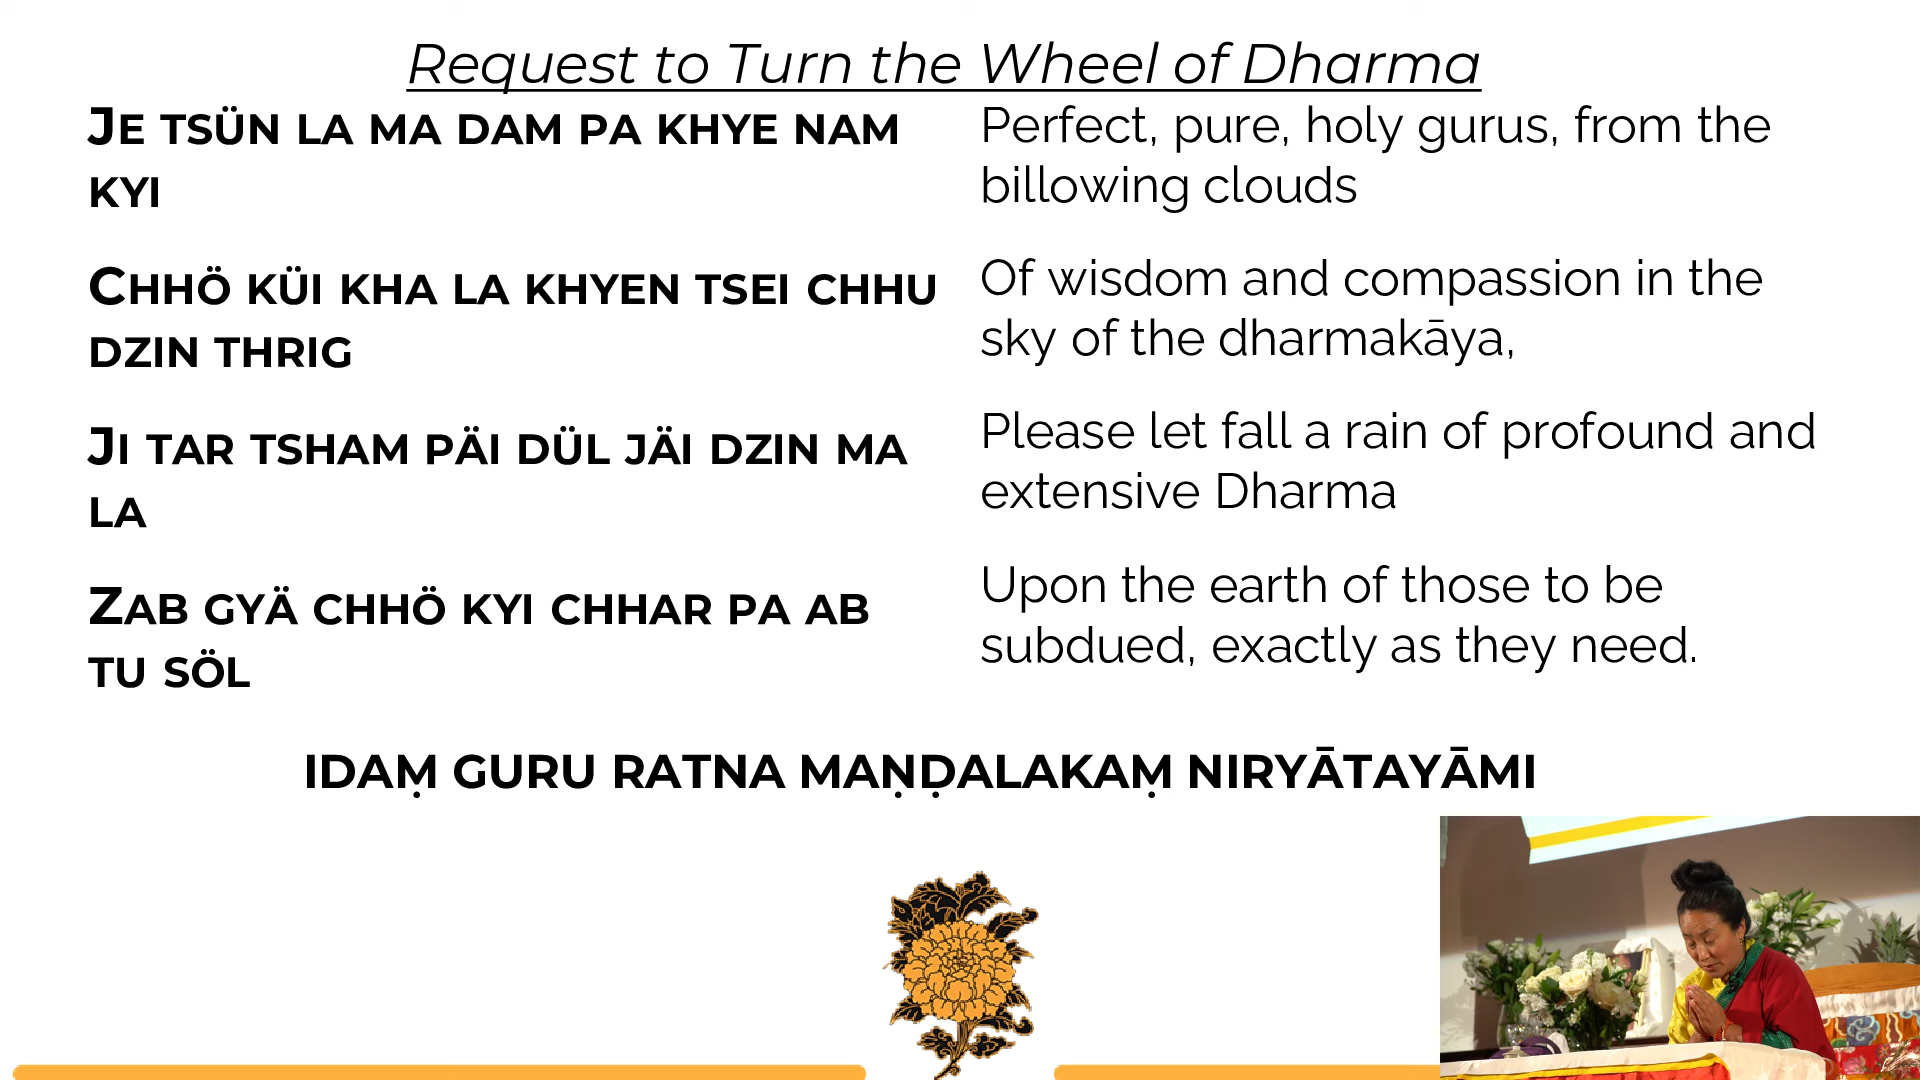 Request to Turn the Wheel of Dharma
JE TSÜN LA MA DAM PA KHYE NAM
KYI
CHHÖ KÜI KHA LA KHYEN TSEI CHHU
DZIN THRIG
JI TAR TSHAM PÄI DÜL JÄI DZIN MA
LA
ZAB GYÄ CHHÖ KYI CHHAR PA AB
TU SÖL
Perfect, pure, holy gurus, from the
billowing clouds
Of wisdom and compassion in the
sky of the dharmakāya,
Please let fall a rain of profound and
extensive Dharma
Upon the earth of those to be
subdued, exactly as they need.
IDAṂ GURU RATNA MAṆḌALAKAṂ NIRYĀTAYĀMI